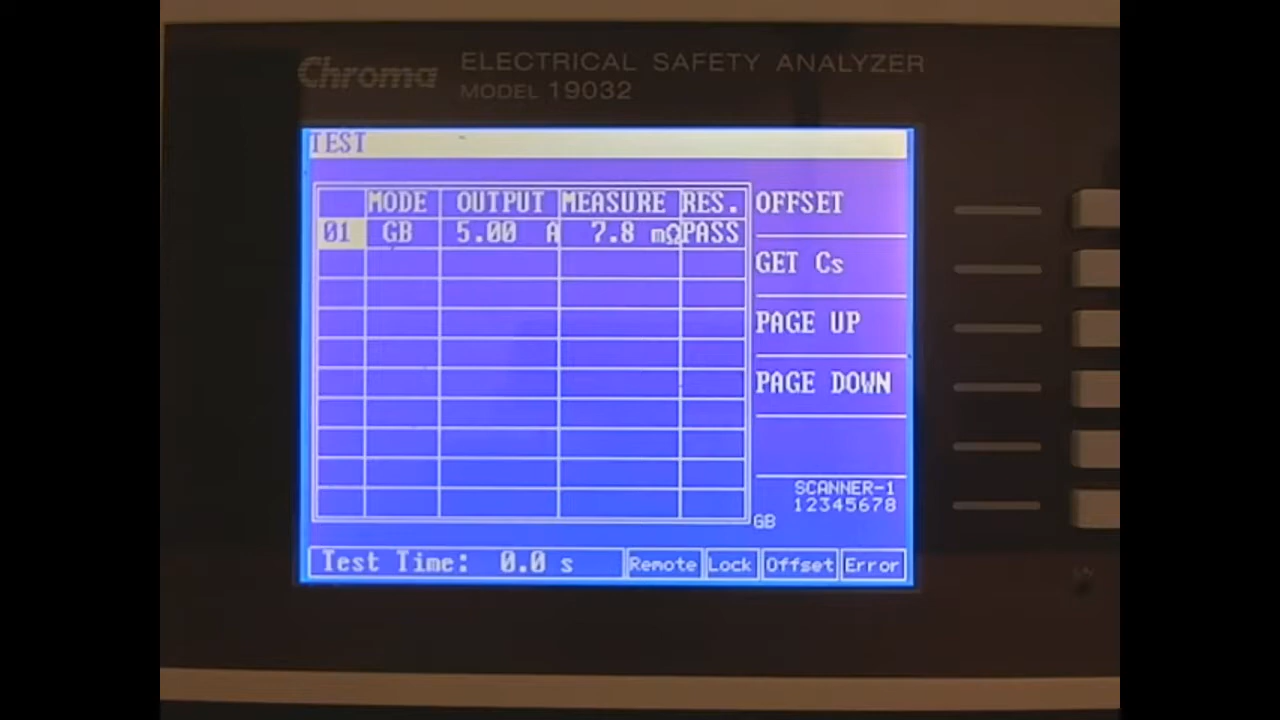 Chroma ELECTRICAL SAFETY ANALYZER
MODEL 19032
TEST
MODE OUTPUT MEASURE RES. OFFSET
01 GB 5.00 A 7.8 mΩ PASS
GET Cs
PAGE UP
PAGE DOWN
SCANNER-1
12345678
GB
Test Time: 0.0 s Remote Lock Offset Error